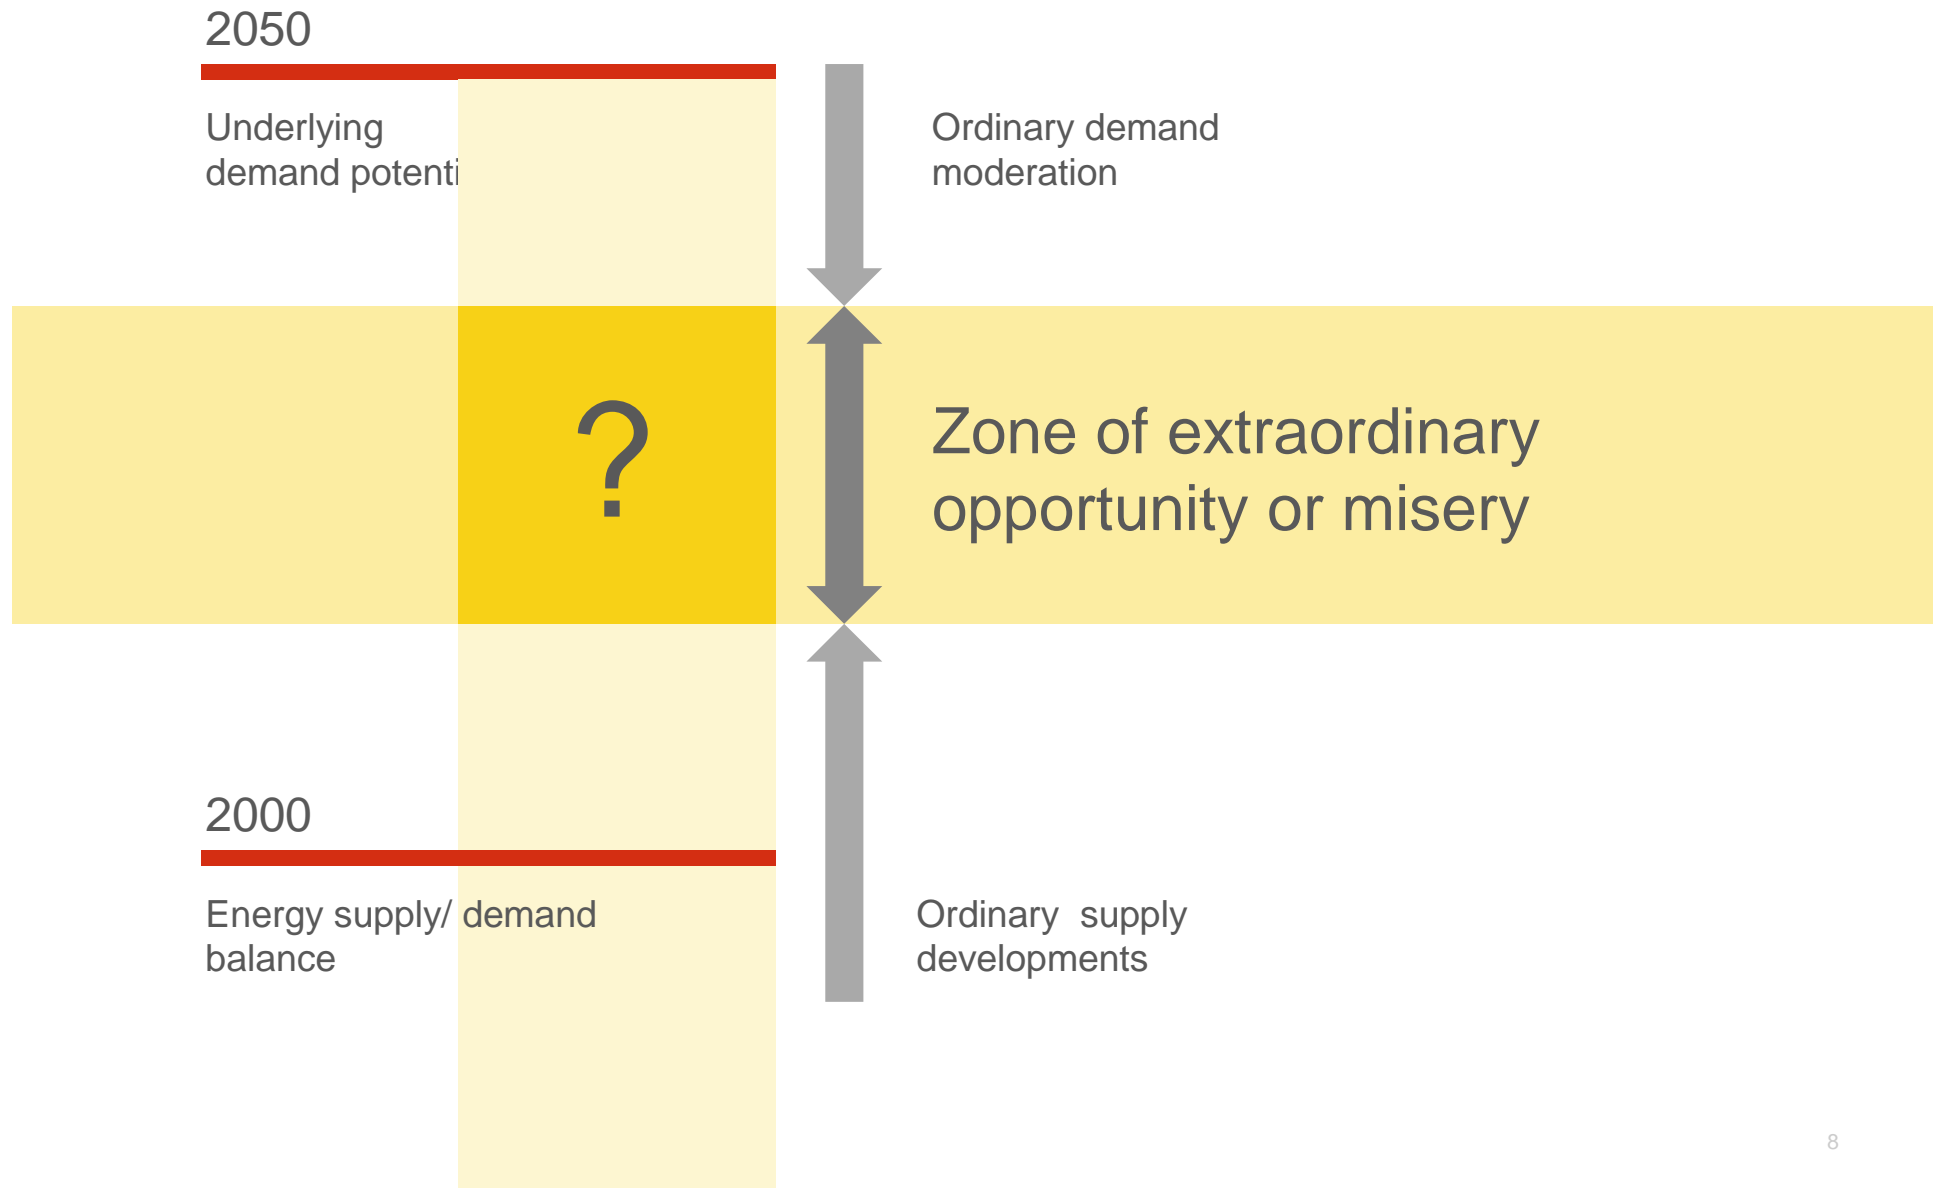 2050
Underlying
demand potenti
Ordinary demand
moderation
?
Zone of extraordinary
opportunity or misery
2000
Energy supply/ demand
balance
Ordinary  supply
developments
8